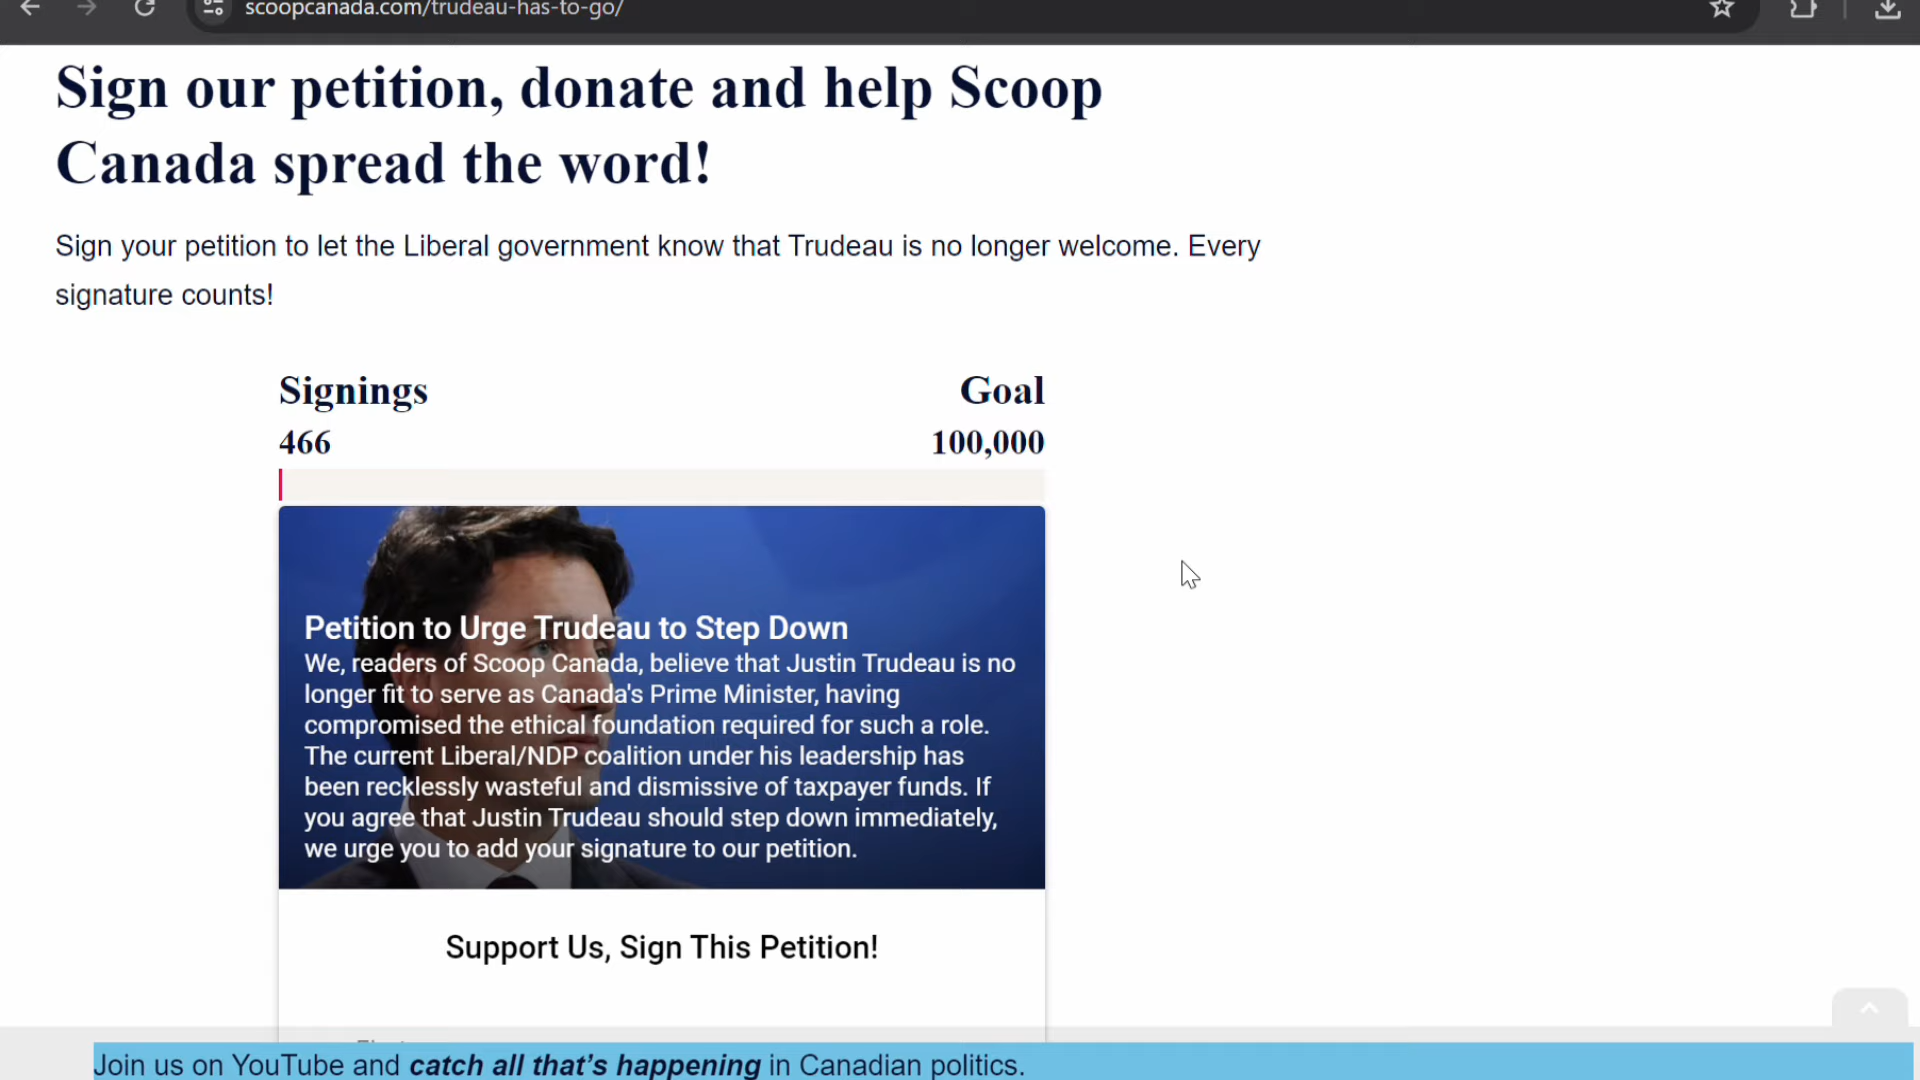 scoopcanada.com/trudeau-has-to-go/
Sign our petition, donate and help Scoop
Canada spread the word!
Sign your petition to let the Liberal government know that Trudeau is no longer welcome. Every
signature counts!
Signings
Goal
466
100,000
Petition to Urge Trudeau to Step Down
We, readers of Scoop Canada, believe that Justin Trudeau is no
longer fit to serve as Canada's Prime Minister, having
compromised the ethical foundation required for such a role.
The current Liberal/NDP coalition under his leadership has
been recklessly wasteful and dismissive of taxpayer funds. If
you agree that Justin Trudeau should step down immediately,
we urge you to add your signature to our petition.
Support Us, Sign This Petition!
Join us on YouTube and catch all that’s happening in Canadian politics.